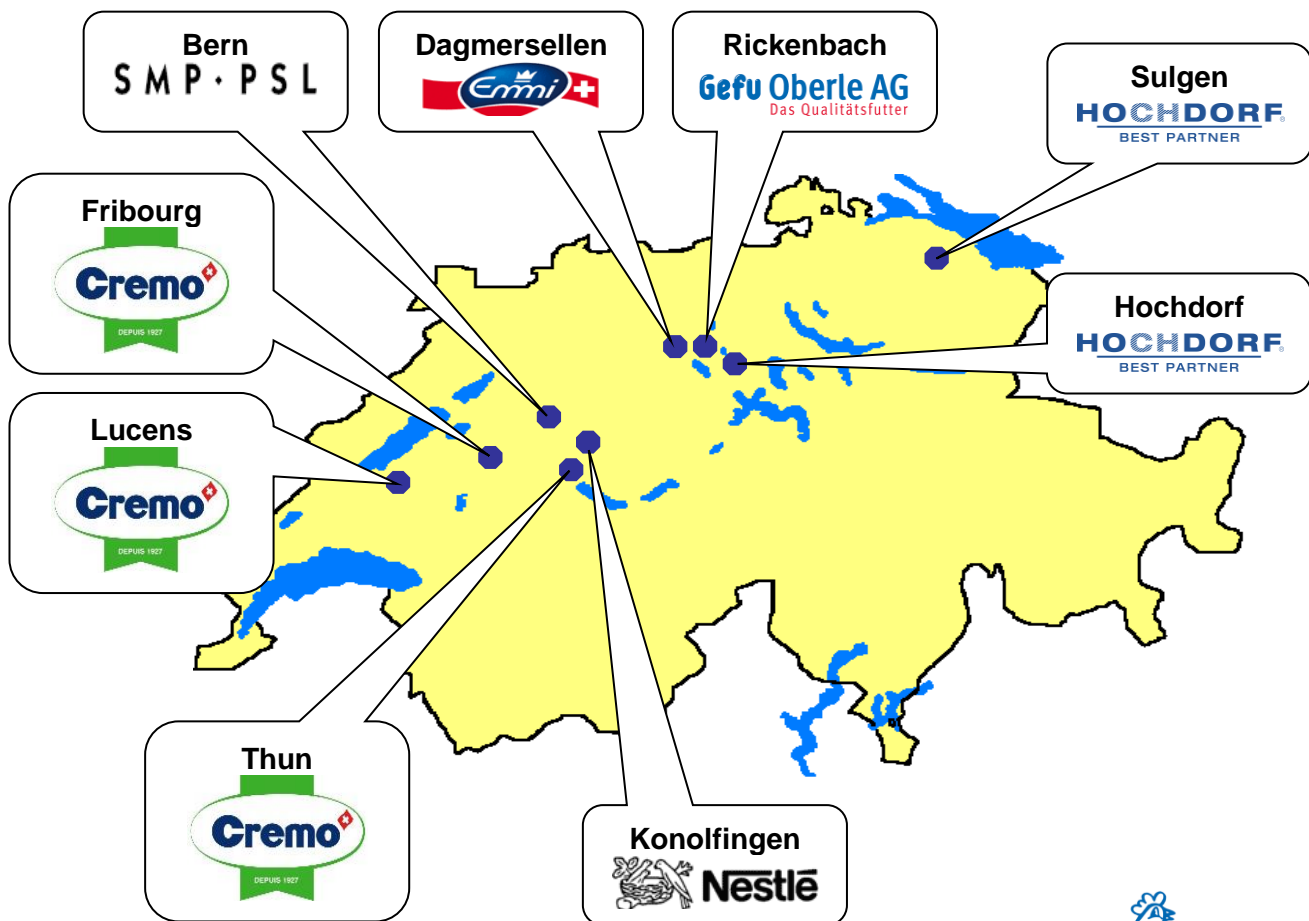 Bern
SMP·PSL
Dagmersellen
Emmi
Rickenbach
Gefu Oberle AG
Das Qualitätsfutter
Sulgen
HOCHDORF
BEST PARTNER
Fribourg
Cremo
DEPUIS 1927
Hochdorf
HOCHDORF
BEST PARTNER
Lucens
Cremo
DEPUIS 1927
Thun
Cremo
DEPUIS 1927
Konolfingen
Nestlé